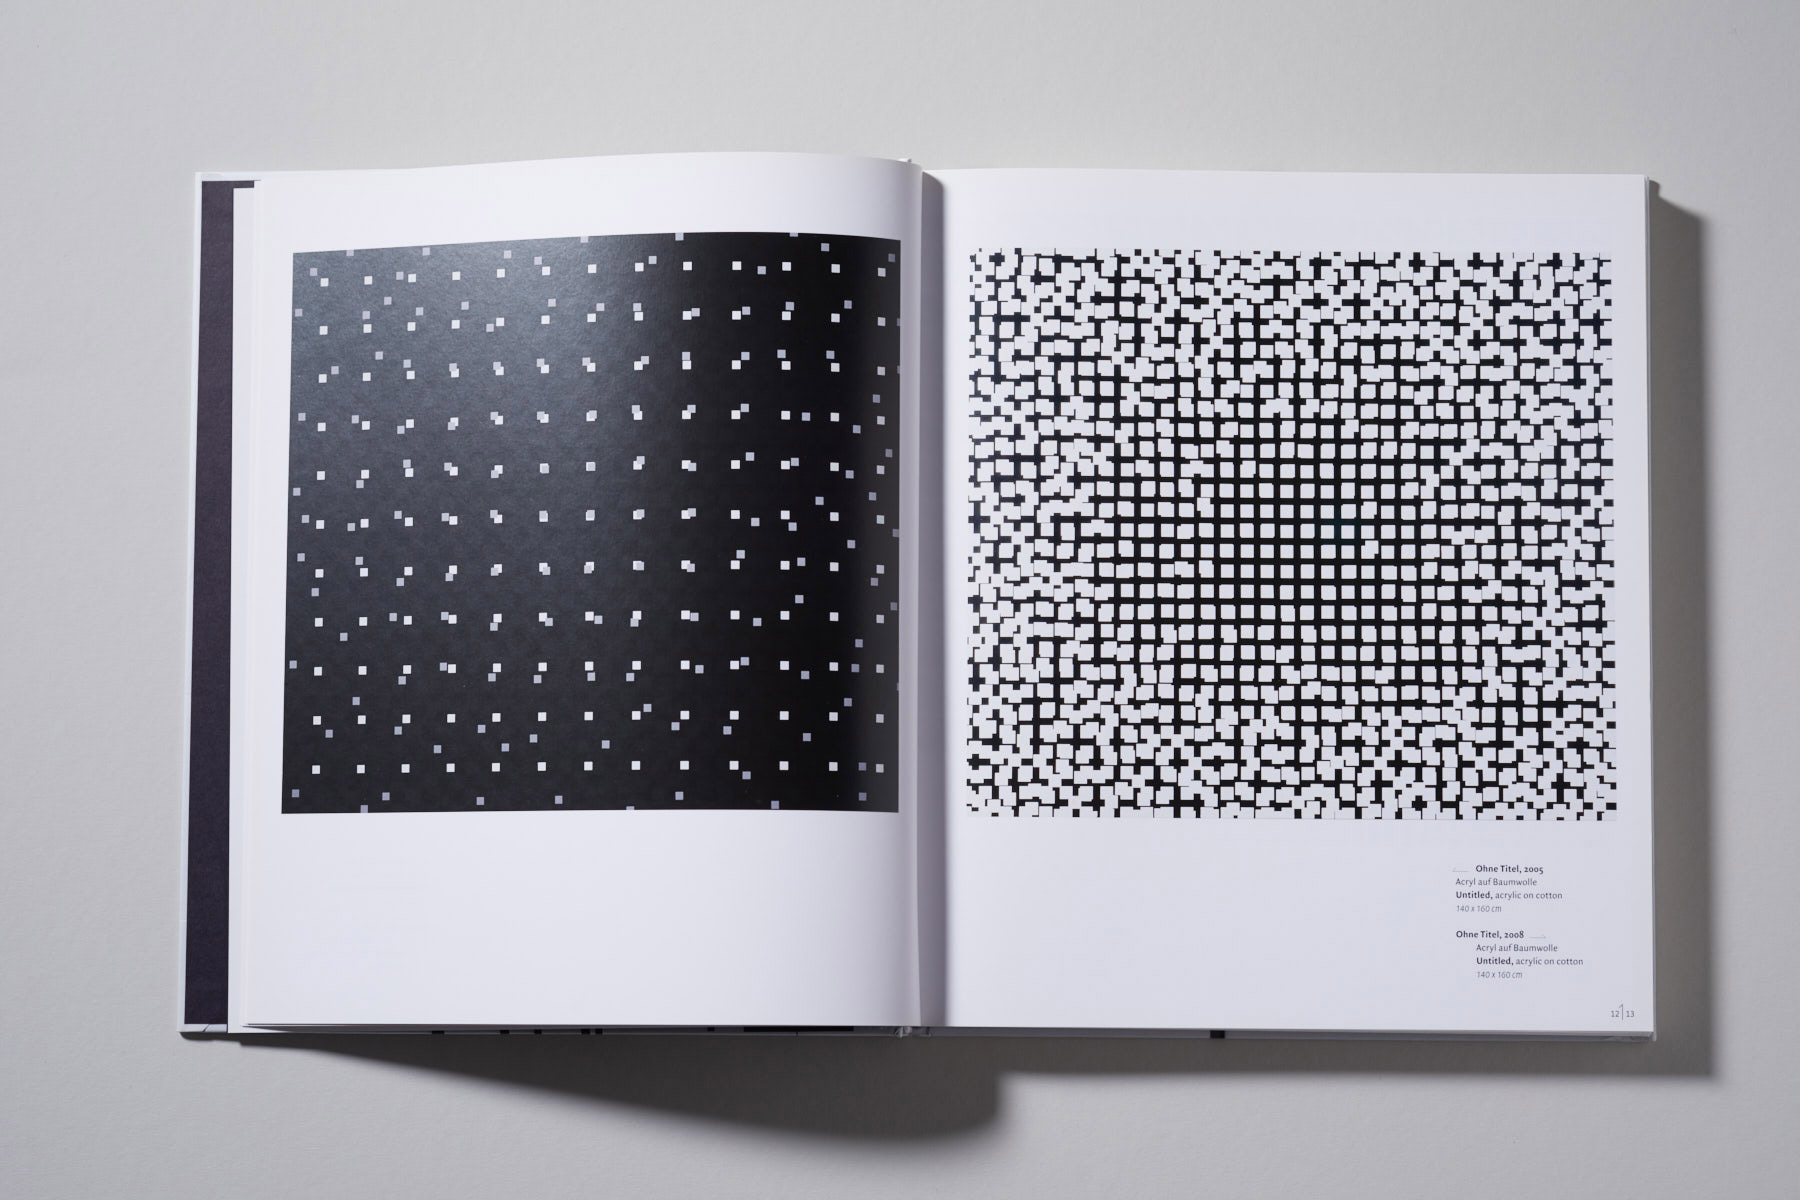 Ohne Titel, 2005
Acryl auf Baumwolle
Untitled, acrylic on cotton
140 x 160 cm
Ohne Titel, 2008
Acryl auf Baumwolle
Untitled, acrylic on cotton
140 x 160 cm
12 | 13